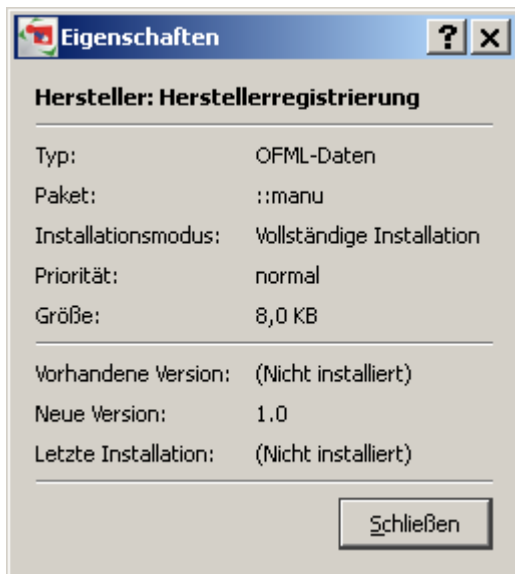 Eigenschaften
Hersteller: Herstellerregistrierung
Typ: OFML-Daten
Paket: ::manu
Installationsmodus: Vollständige Installation
Priorität: normal
Größe: 8,0 KB
Vorhandene Version: (Nicht installiert)
Neue Version: 1.0
Letzte Installation: (Nicht installiert)
Schließen